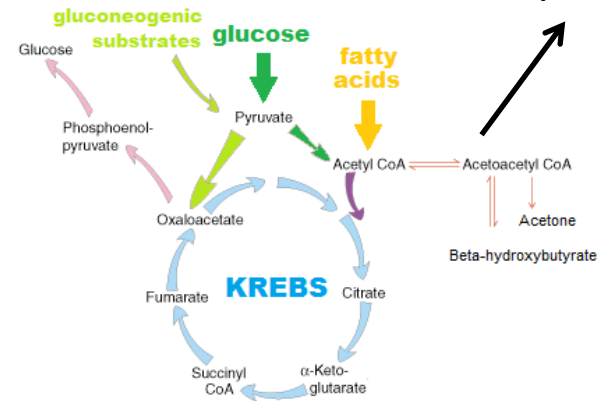 gluconeogenic
substrates
glucose
Glucose
fatty
acids
Pyruvate
Phosphoenol-
pyruvate
Acetyl CoA
Acetoacetyl CoA
Oxaloacetate
Acetone
Beta-hydroxybutyrate
KREBS
Fumarate
Citrate
Succinyl
CoA
α-Keto-
glutarate